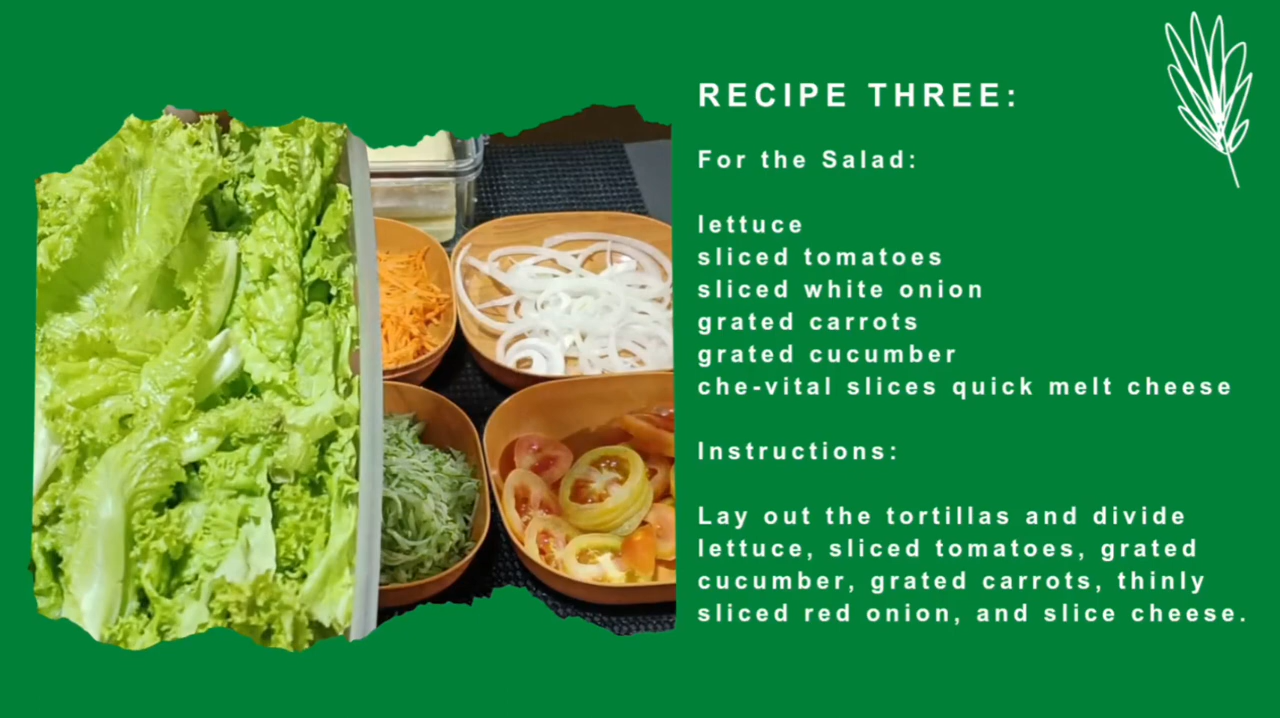 RECIPE THREE:
For the Salad:
lettuce
sliced tomatoes
sliced white onion
grated carrots
grated cucumber
che-vital slices quick melt cheese
Instructions:
Lay out the tortillas and divide
lettuce, sliced tomatoes, grated
cucumber, grated carrots, thinly
sliced red onion, and slice cheese.